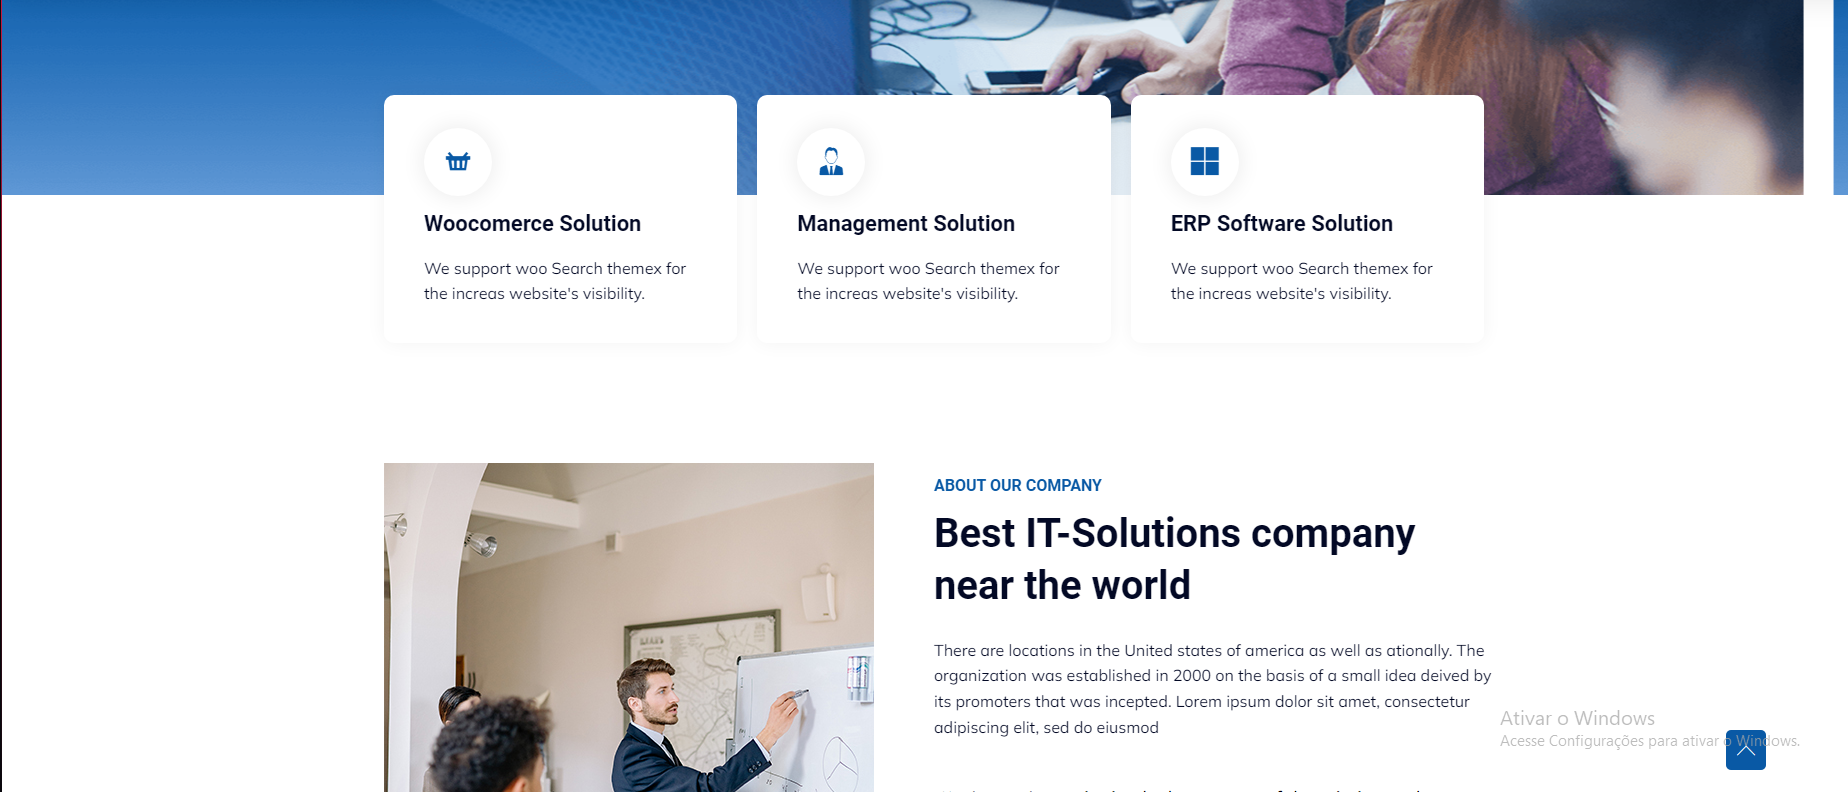 Woocomerce Solution
We support woo Search themex for
the increas website's visibility.
Management Solution
We support woo Search themex for
the increas website's visibility.
ERP Software Solution
We support woo Search themex for
the increas website's visibility.
ABOUT OUR COMPANY
Best IT-Solutions company
near the world
There are locations in the United states of america as well as ationally. The
organization was established in 2000 on the basis of a small idea deived by
its promoters that was incepted. Lorem ipsum dolor sit amet, consectetur
adipiscing elit, sed do eiusmod
Ativar o Windows
Acesse Configurações para ativar o Windows.